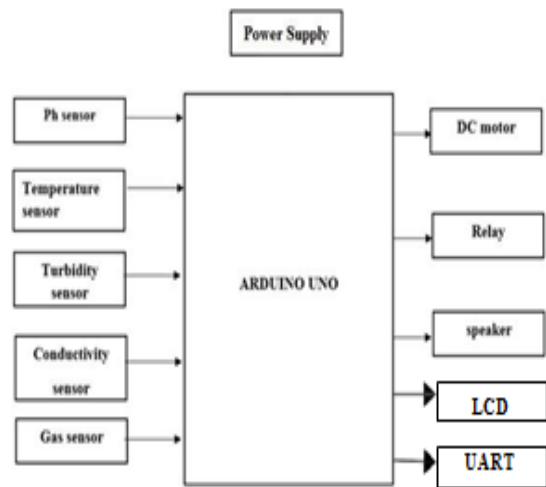 Power Supply
Ph sensor
Temperature
sensor
Turbidity
sensor
Conductivity
sensor
Gas sensor
ARDUINO UNO
DC motor
Relay
speaker
LCD
UART